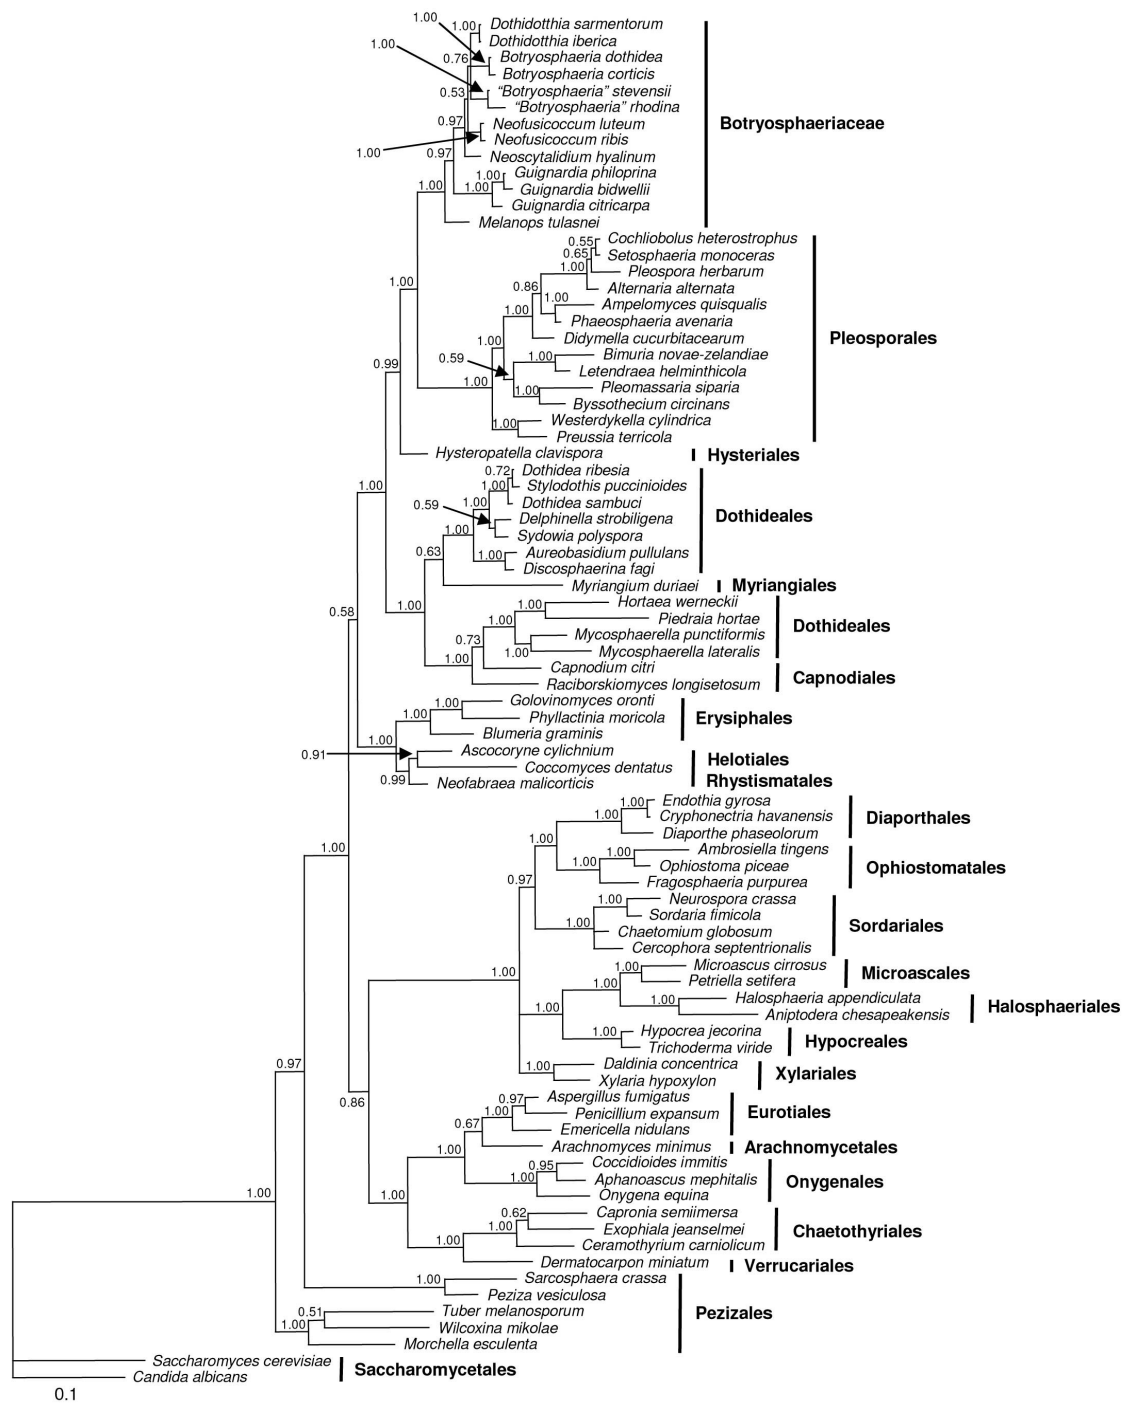 1.00
1.00 Dothidotthia sarmentorum
Dothidotthia iberica
1.00
0.76 Botryosphaeria dothidea
Botryosphaeria corticis
0.53 “Botryosphaeria” stevensii
“Botryosphaeria” rhodina
0.97 Neofusicoccum luteum
Botryosphaeriaceae
Neofusicoccum ribis
1.00 0.97 Neoscytalidium hyalinum
1.00 Guignardia philoprina
1.00 1.00 Guignardia bidwellii
Guignardia citricarpa
Melanops tulasnei
0.55 Cochliobolus heterostrophus
0.65 Setosphaeria monoceras
1.00 Pleospora herbarum
1.00 0.86 Alternaria alternata
1.00 Ampelomyces quisqualis
1.00 Phaeosphaeria avenaria
Didymella cucurbitacearum
Pleosporales
1.00 1.00 Bimuria novae-zelandiae
0.99 0.59 Letendraea helminthicola
1.00 1.00 Pleomassaria siparia
Byssothecium circinans
1.00 Westerdykella cylindrica
Preussia terricola
Hysteropatella clavispora Hysteriales
0.72 Dothidea ribesia
1.00 1.00 Stylodothis puccinioides
0.59 1.00 Dothidea sambuci
Delphinella strobiligena
Dothideales
1.00 Sydowia polyspora
0.63 1.00 Aureobasidium pullulans
Discosphaerina fagi
Myriangium duriaei Myriangiales
0.58 1.00 1.00 Hortaea werneckii
1.00 Piedraia hortae
Dothideales
0.73 Mycosphaerella punctiformis
1.00 1.00 Mycosphaerella lateralis
Capnodium citri
Capnodiales
Raciborskiomyces longisetosum
1.00 Golovinomyces oronti
1.00 Phyllactinia moricola Erysiphales
1.00 Blumeria graminis
0.91 Ascocoryne cylichnium
Helotiales
Coccomyces dentatus
0.99 Neofabraea malicorticis
Rhystismatales
1.00 Endothia gyrosa
1.00 Cryphonectria havanensis Diaporthales
Diaporthe phaseolorum
1.00 1.00 1.00 Ambrosiella tingens
1.00 Ophiostoma piceae Ophiostomatales
0.97 Fragosphaeria purpurea
1.00 Neurospora crassa
1.00 Sordaria fimicola
Sordariales
Chaetomium globosum
Cercophora septentrionalis
1.00 1.00 Microascus cirrosus
Microascales
1.00 Petriella setifera
1.00 1.00 Halosphaeria appendiculata
Halosphaeriales
Aniptodera chesapeakensis
1.00 Hypocrea jecorina
Hypocreales
Trichoderma viride
0.97 1.00 Daldinia concentrica
Xylariales
Xylaria hypoxylon
0.86 0.97 Aspergillus fumigatus
1.00 Penicillium expansum Eurotiales
0.67 Emericella nidulans
1.00 Arachnomyces minimus Arachnomycetales
0.95 Coccidioides immitis
1.00 Aphanoascus mephitalis Onygenales
1.00 1.00 Onygena equina
0.62 Capronia semiimersa
1.00 Exophiala jeanselmei Chaetothyriales
1.00 Ceramothyrium carniolicum
Dermatocarpon miniatum Verrucariales
1.00 Sarcosphaera crassa
Peziza vesiculosa
0.51 Tuber melanosporum Pezizales
1.00 Wilcoxina mikolae
Morchella esculenta
Saccharomyces cerevisiae
Saccharomycetales
Candida albicans
0.1